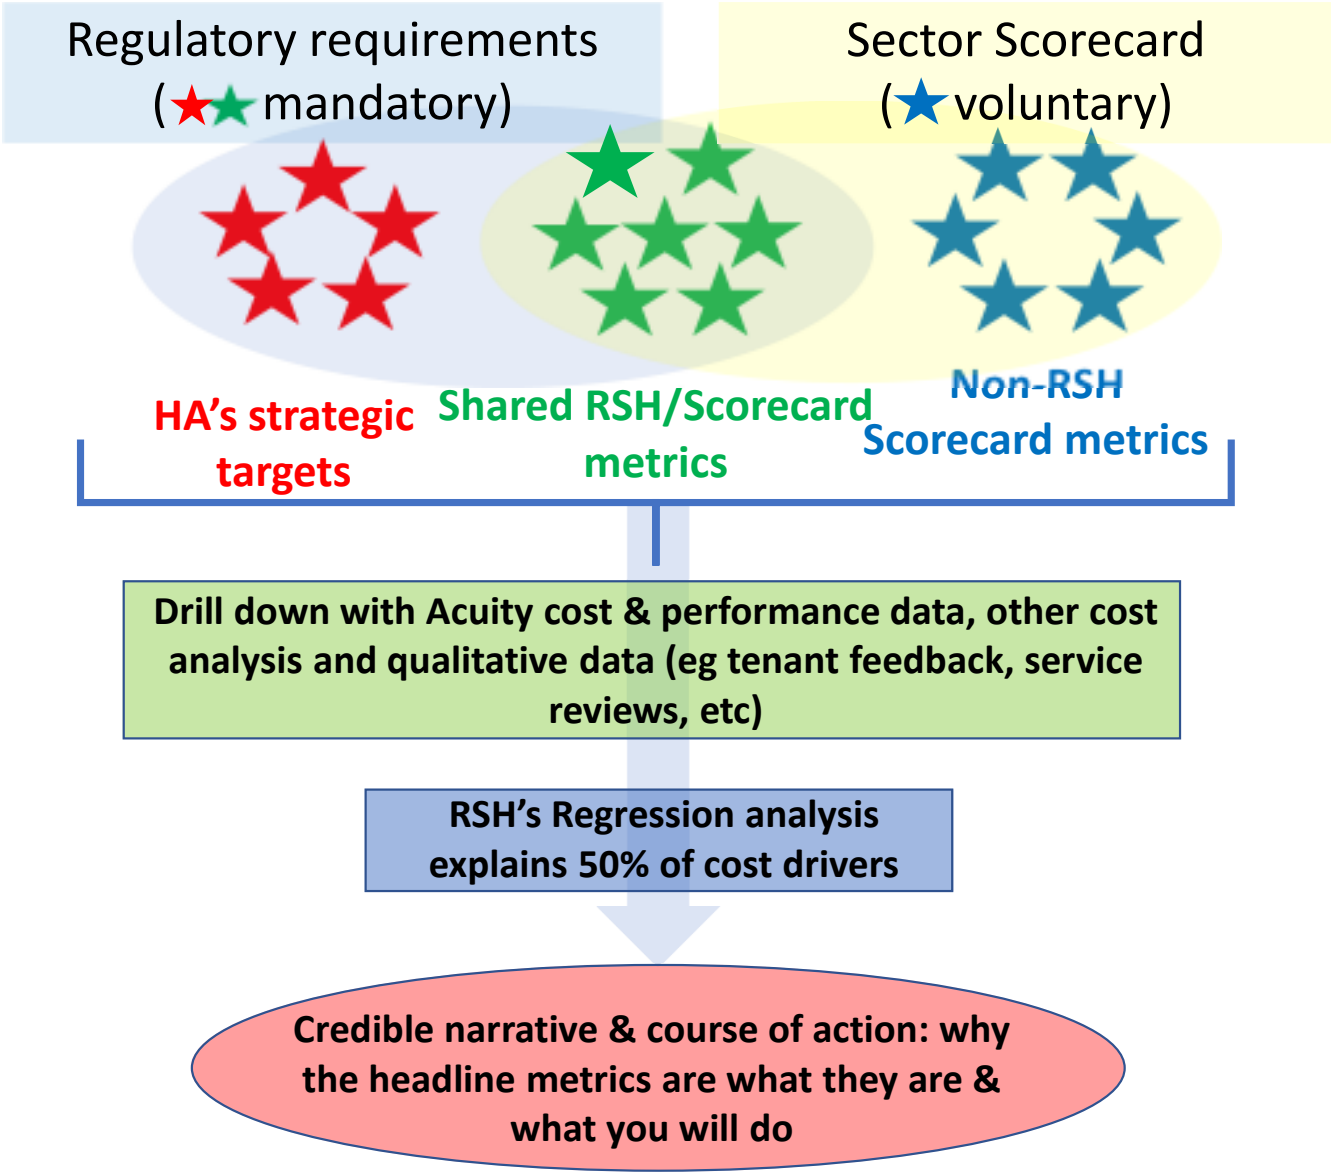 Regulatory requirements
(mandatory)
Sector Scorecard
(voluntary)
HA’s strategic
targets
Shared RSH/Scorecard
metrics
Non-RSH
Scorecard metrics
Drill down with Acuity cost & performance data, other cost
analysis and qualitative data (eg tenant feedback, service
reviews, etc)
RSH’s Regression analysis
explains 50% of cost drivers
Credible narrative & course of action: why
the headline metrics are what they are &
what you will do